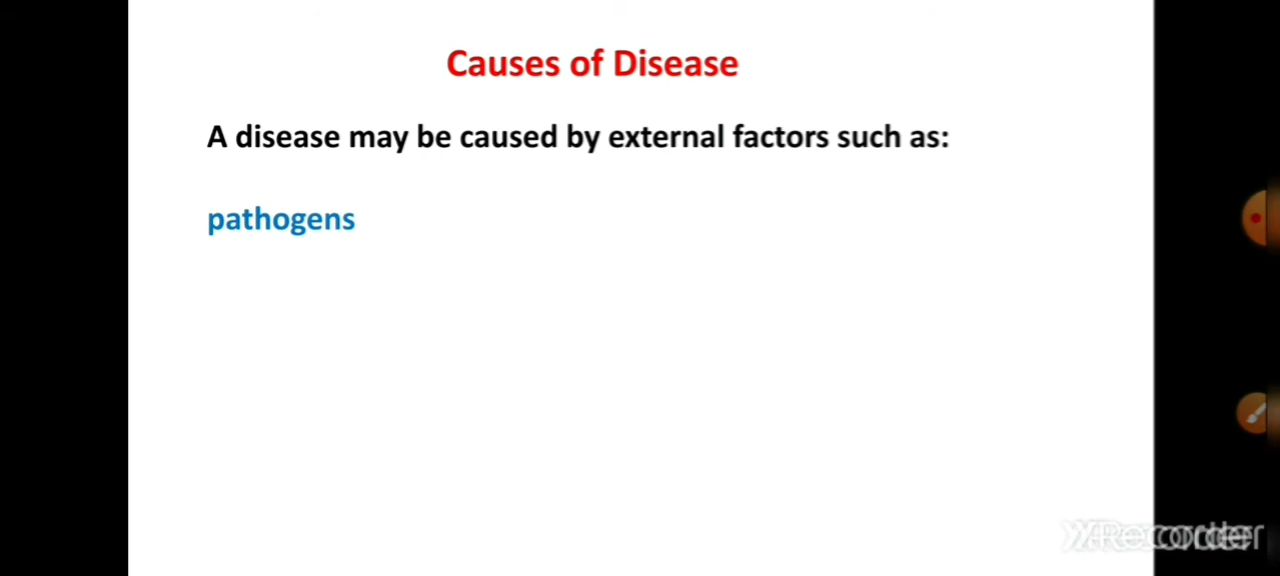 Causes of Disease
A disease may be caused by external factors such as:
pathogens